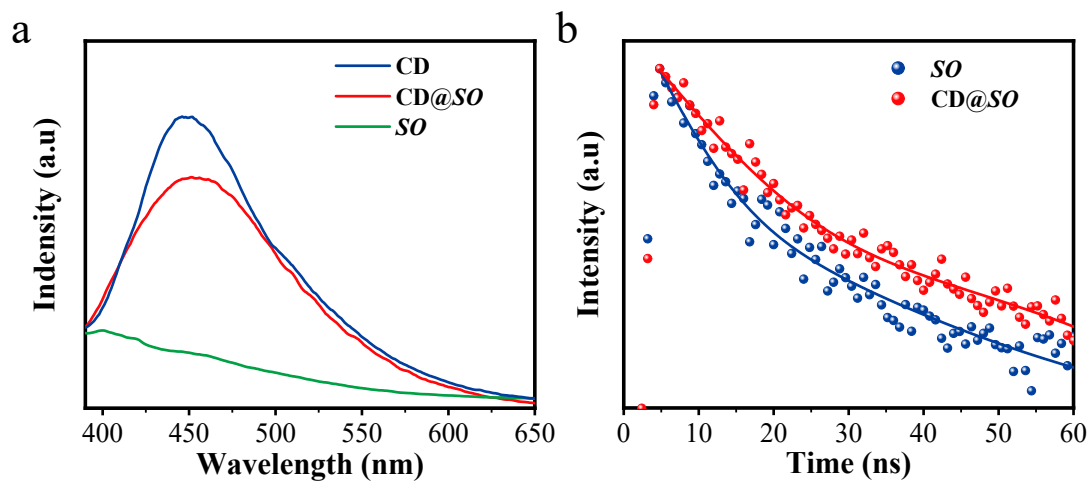 a
CD
CD@SO
SO
Indensity (a.u)
400 450 500 550 600 650
Wavelength (nm)
b
SO
CD@SO
Intensity (a.u)
0 10 20 30 40 50 60
Time (ns)